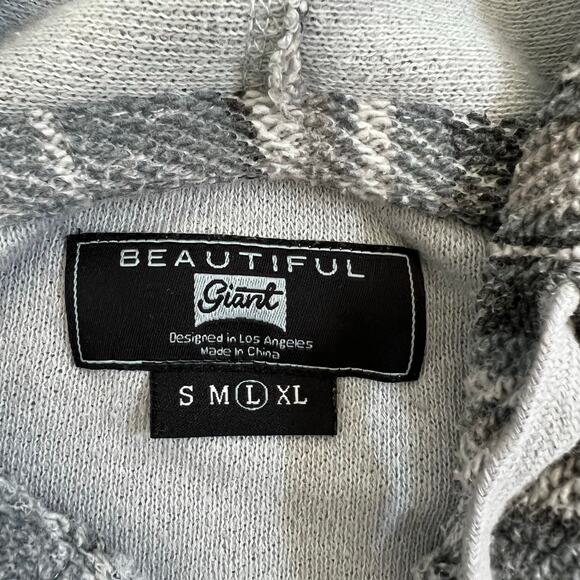 BEAUTIFUL
Giant
Designed in Los Angeles
Made in China
S M L XL